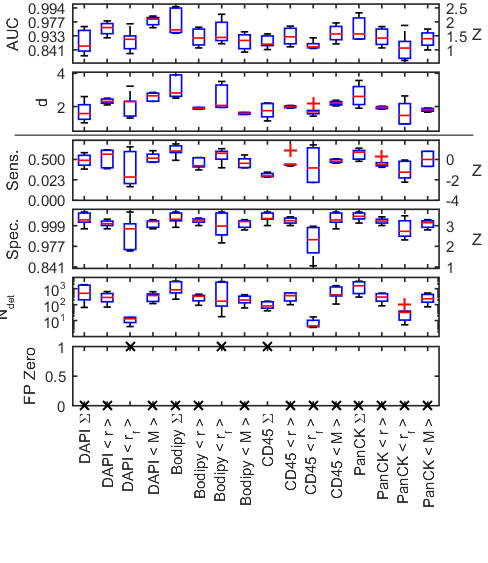 AUC
0.994
0.977
0.933
0.841
2.5
2
1.5
1
Z
d
4
2
Sens.
0.500
0.023
0.000
0
-2
-4
Z
Spec.
0.999
0.977
0.841
3
2
1
Z
N_del
10^3
10^2
10^1
FP Zero
1
0.5
0
DAPI Σ
DAPI < r >
DAPI < r_f >
DAPI < M >
Bodipy Σ
Bodipy < r >
Bodipy < r_f >
Bodipy < M >
CD45 Σ
CD45 < r >
CD45 < r_f >
CD45 < M >
PanCK Σ
PanCK < r >
PanCK < r_f >
PanCK < M >